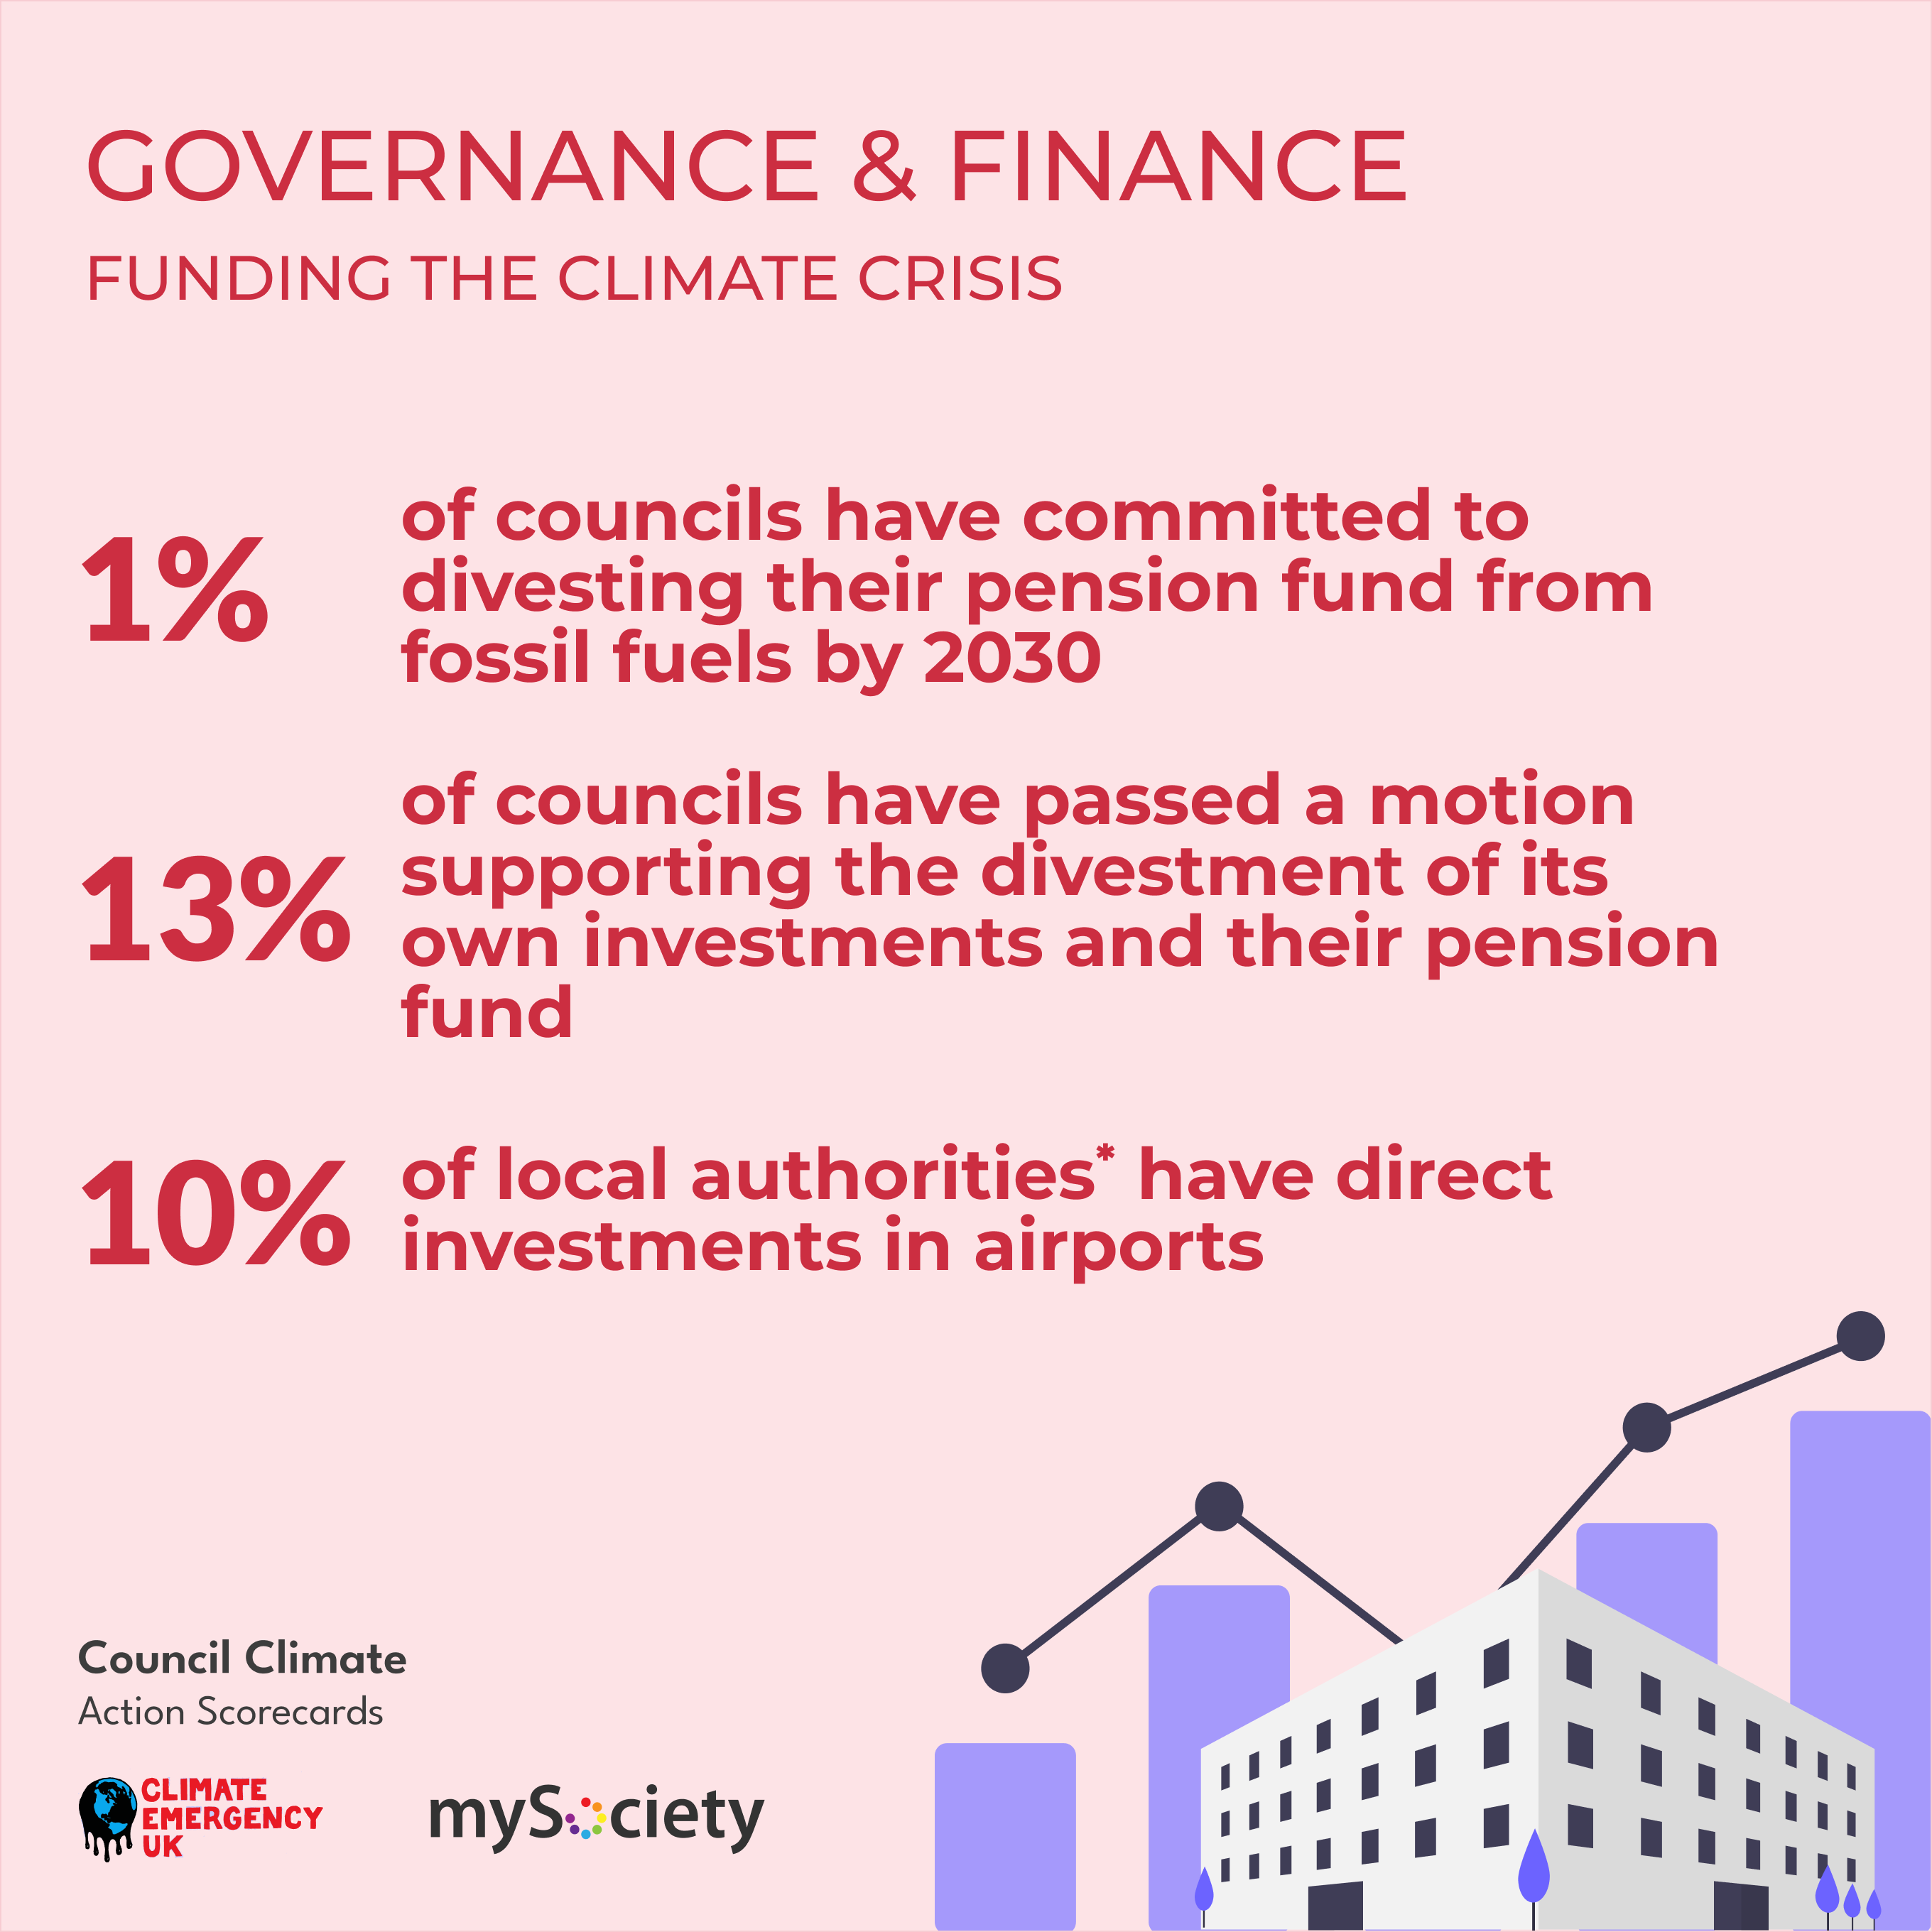 GOVERNANCE & FINANCE
FUNDING THE CLIMATE CRISIS
1%
of councils have committed to
divesting their pension fund from
fossil fuels by 2030
13%
of councils have passed a motion
supporting the divestment of its
own investments and their pension
fund
10%
of local authorities* have direct
investments in airports
Council Climate
Action Scorecards
CLIMATE
EMERGENCY
UK
mySociety